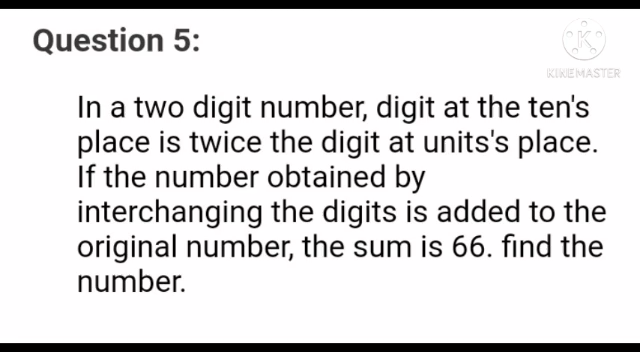 Question 5:
KINEMASTER
In a two digit number, digit at the ten's
place is twice the digit at units's place.
If the number obtained by
interchanging the digits is added to the
original number, the sum is 66. find the
number.